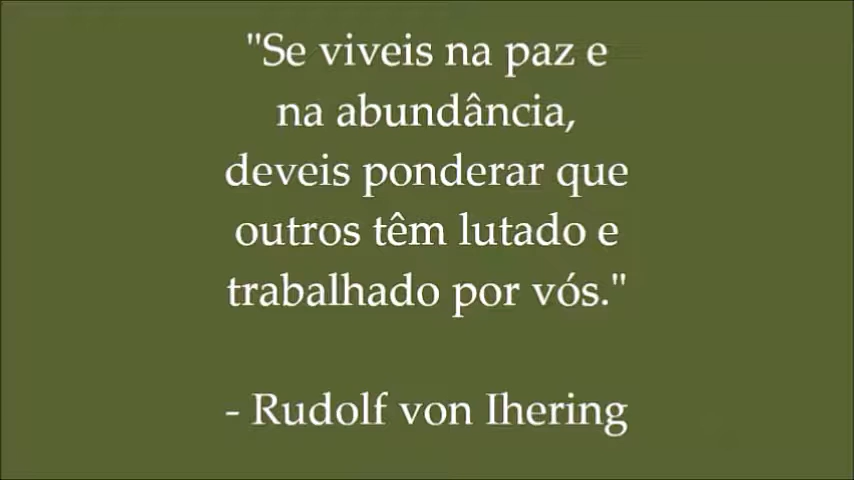 "Se viveis na paz e
na abundância,
deveis ponderar que
outros têm lutado e
trabalhado por vós."
- Rudolf von Ihering